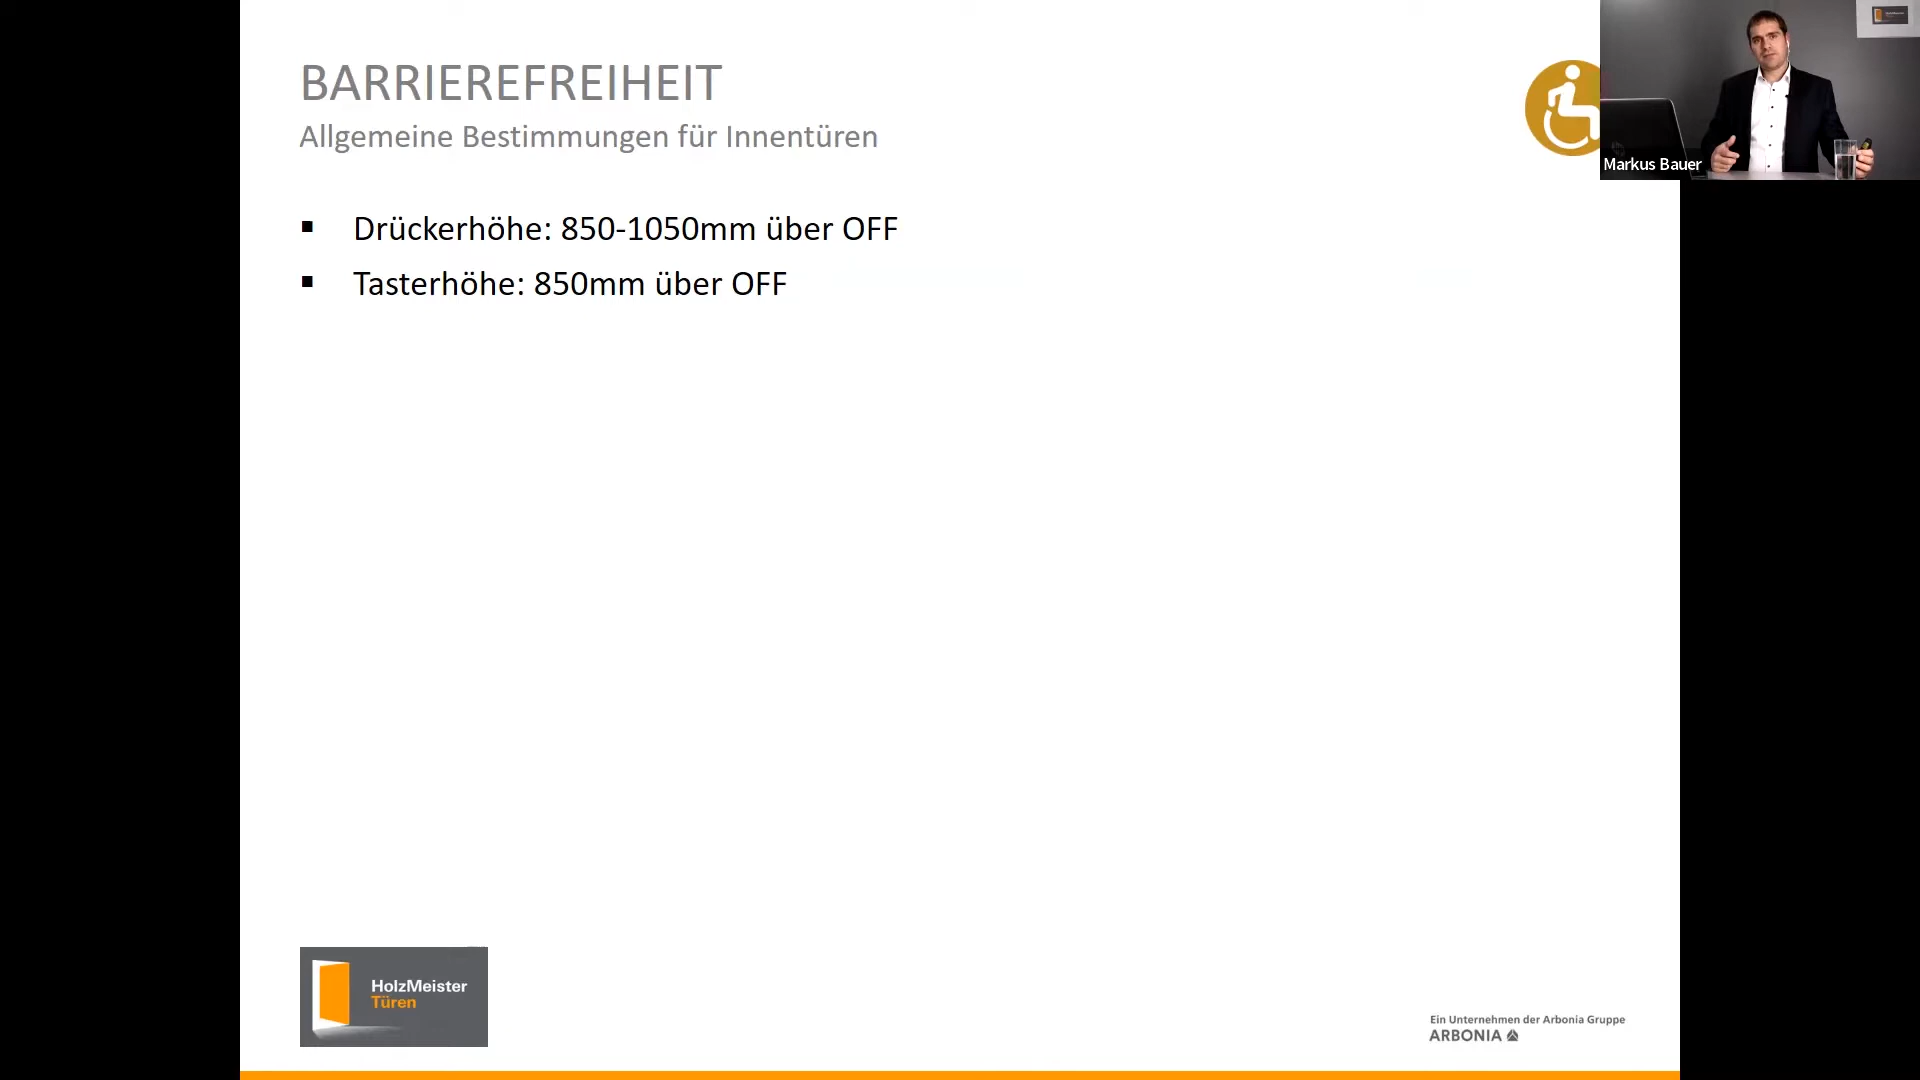 BARRIEREFREIHEIT
Allgemeine Bestimmungen für Innentüren
Markus Bauer
▪ Drückerhöhe: 850-1050mm über OFF
▪ Tasterhöhe: 850mm über OFF
HolzMeister
Türen
Ein Unternehmen der Arbonia Gruppe
ARBONIA